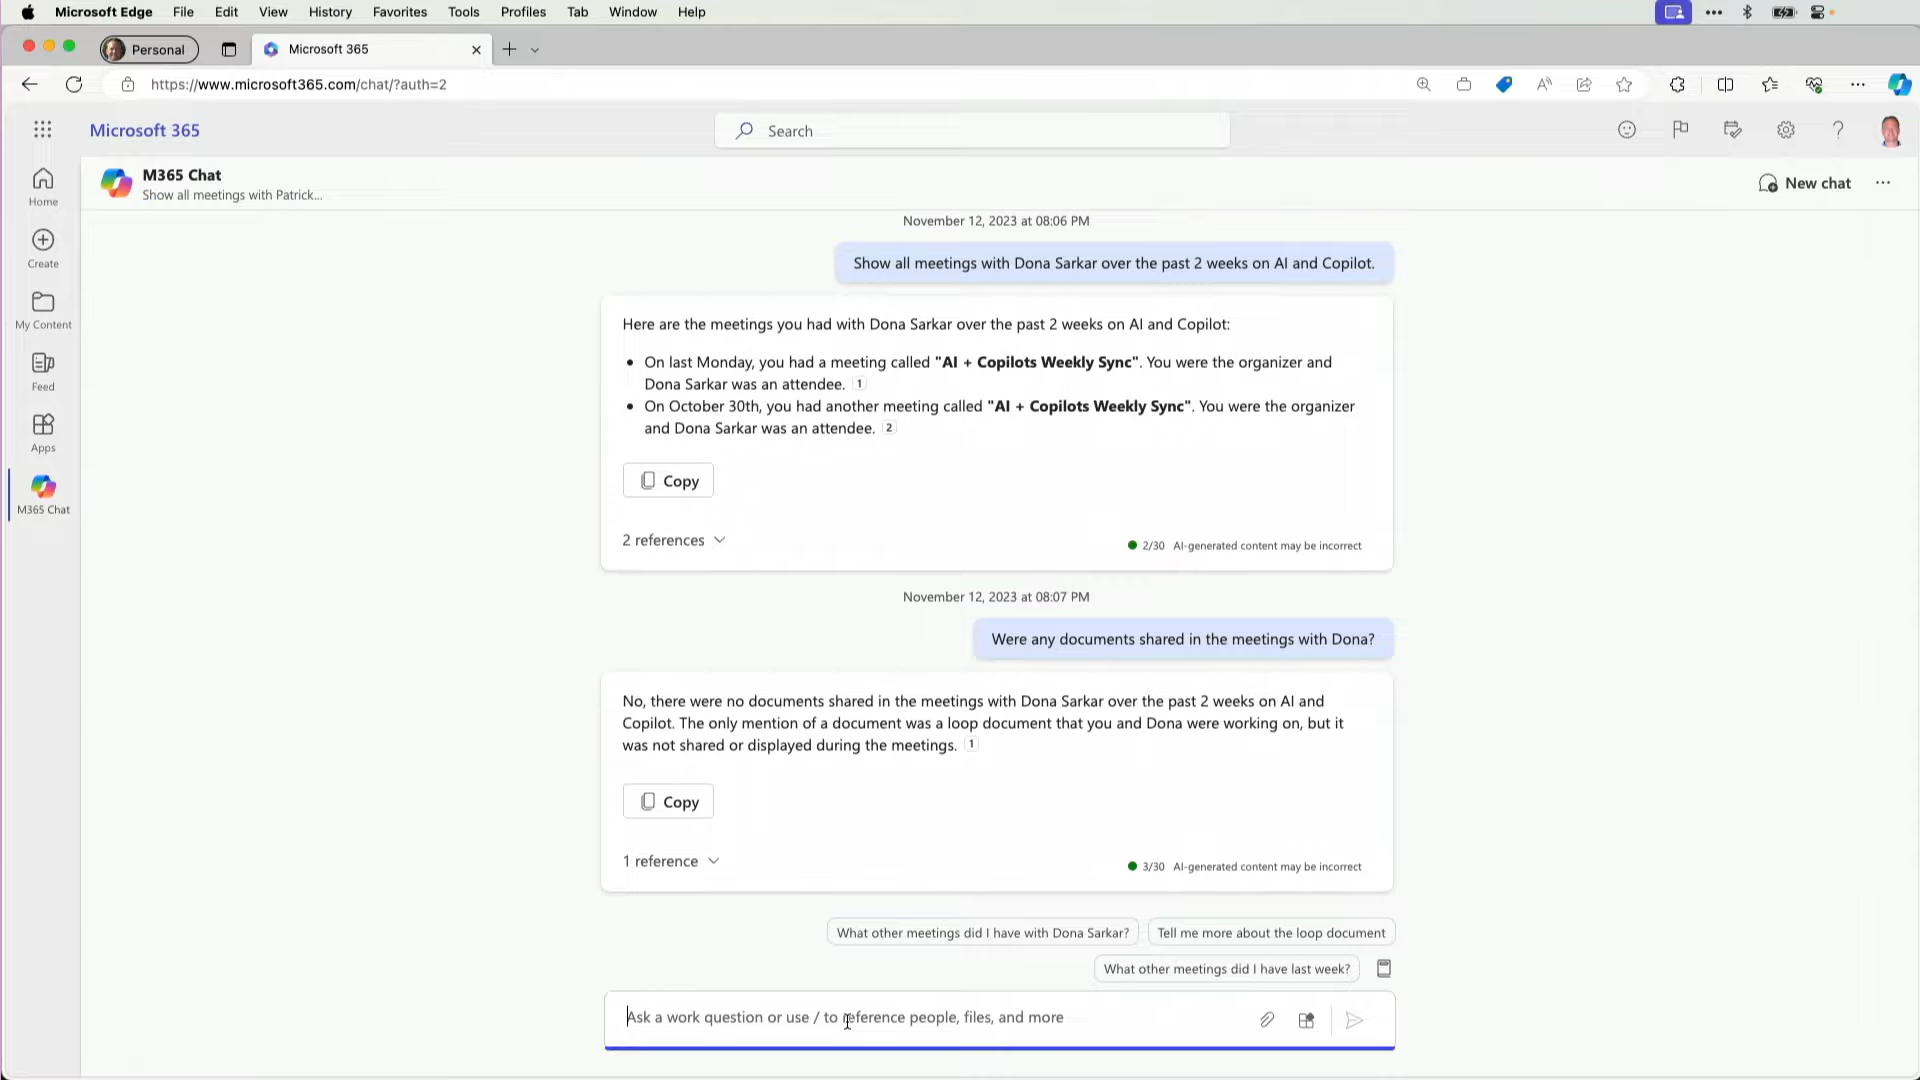 Microsoft Edge File Edit View History Favorites Tools Profiles Tab Window Help
Personal
Microsoft 365
https://www.microsoft365.com/chat/?auth=2
Microsoft 365
Search
M365 Chat
Show all meetings with Patrick...
New chat
Home
Create
My Content
Feed
Apps
M365 Chat
November 12, 2023 at 08:06 PM
Show all meetings with Dona Sarkar over the past 2 weeks on AI and Copilot.
Here are the meetings you had with Dona Sarkar over the past 2 weeks on AI and Copilot:
• On last Monday, you had a meeting called "AI + Copilots Weekly Sync". You were the organizer and
Dona Sarkar was an attendee. 1
• On October 30th, you had another meeting called "AI + Copilots Weekly Sync". You were the organizer
and Dona Sarkar was an attendee. 2
Copy
2 references
2/30 AI-generated content may be incorrect
November 12, 2023 at 08:07 PM
Were any documents shared in the meetings with Dona?
No, there were no documents shared in the meetings with Dona Sarkar over the past 2 weeks on AI and
Copilot. The only mention of a document was a loop document that you and Dona were working on, but it
was not shared or displayed during the meetings. 1
Copy
1 reference
3/30 AI-generated content may be incorrect
What other meetings did I have with Dona Sarkar?
Tell me more about the loop document
What other meetings did I have last week?
Ask a work question or use / to reference people, files, and more